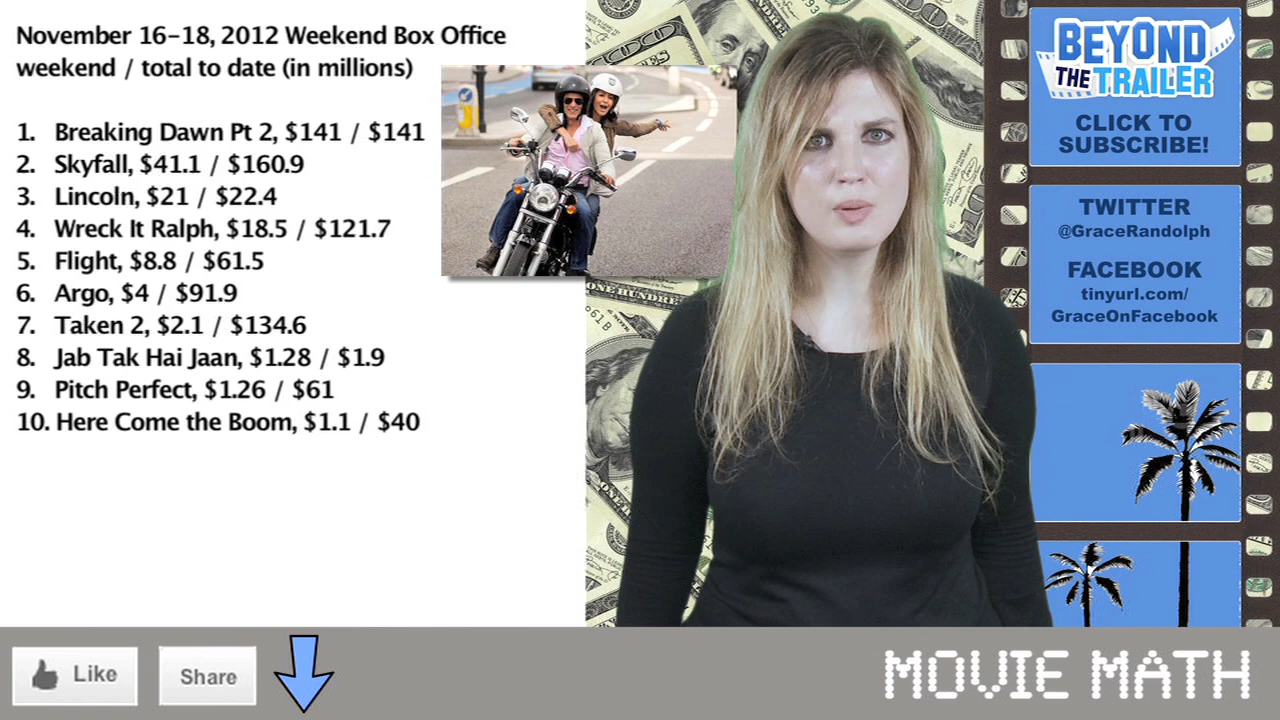 November 16-18, 2012 Weekend Box Office
weekend / total to date (in millions)
1. Breaking Dawn Pt 2, $141 / $141
2. Skyfall, $41.1 / $160.9
3. Lincoln, $21 / $22.4
4. Wreck It Ralph, $18.5 / $121.7
5. Flight, $8.8 / $61.5
6. Argo, $4 / $91.9
7. Taken 2, $2.1 / $134.6
8. Jab Tak Hai Jaan, $1.28 / $1.9
9. Pitch Perfect, $1.26 / $61
10. Here Come the Boom, $1.1 / $40
BEYOND
THE TRAILER
CLICK TO
SUBSCRIBE!
TWITTER
@GraceRandolph
FACEBOOK
tinyurl.com/
GraceOnFacebook
Like
Share
MOVIE MATH